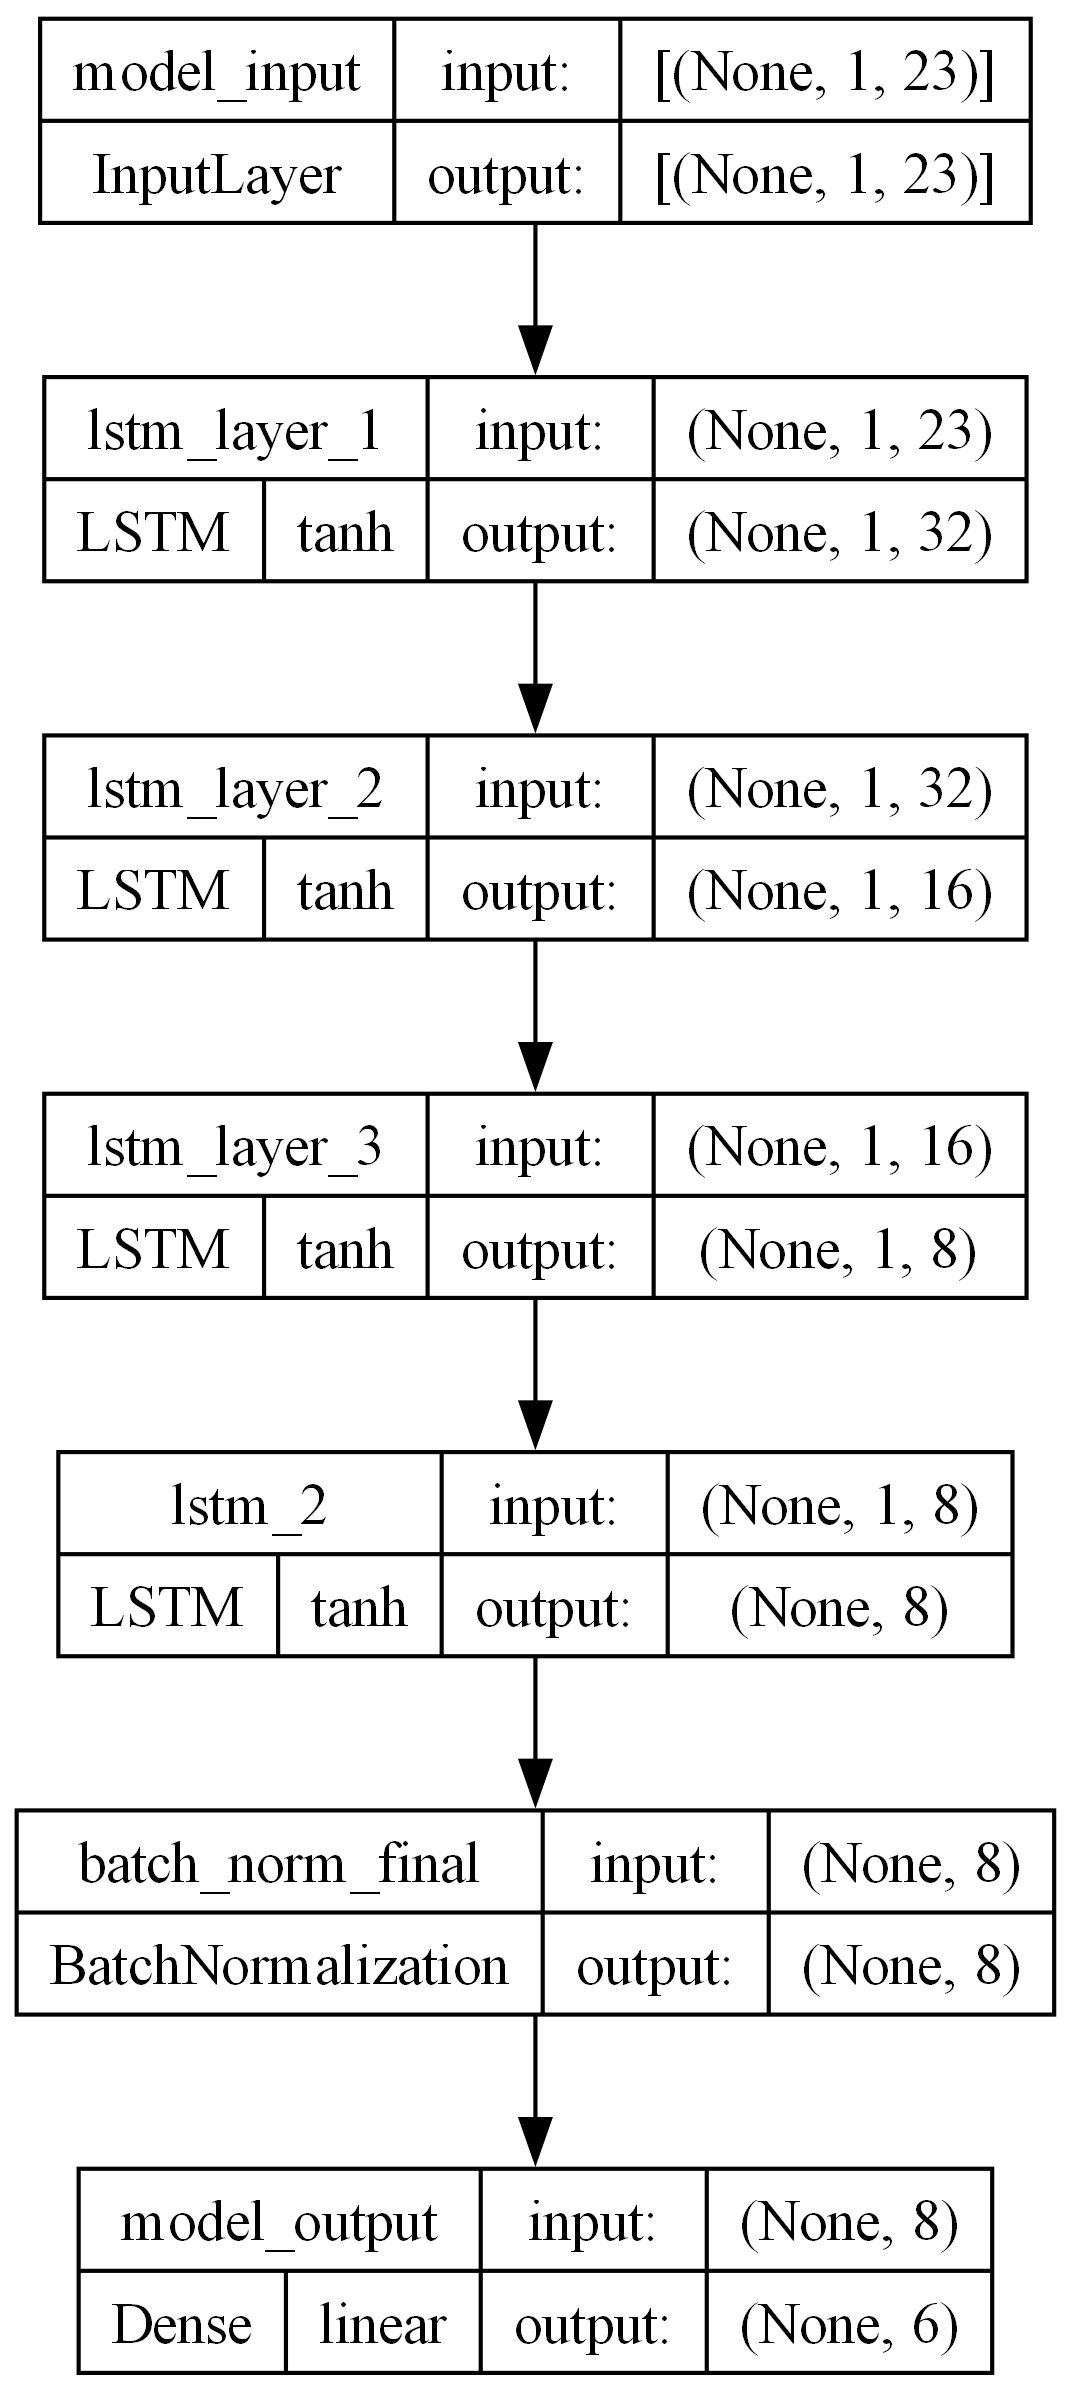 model_input input: [(None, 1, 23)]
InputLayer output: [(None, 1, 23)]
lstm_layer_1 input: (None, 1, 23)
LSTM tanh output: (None, 1, 32)
lstm_layer_2 input: (None, 1, 32)
LSTM tanh output: (None, 1, 16)
lstm_layer_3 input: (None, 1, 16)
LSTM tanh output: (None, 1, 8)
lstm_2 input: (None, 1, 8)
LSTM tanh output: (None, 8)
batch_norm_final input: (None, 8)
BatchNormalization output: (None, 8)
model_output input: (None, 8)
Dense linear output: (None, 6)